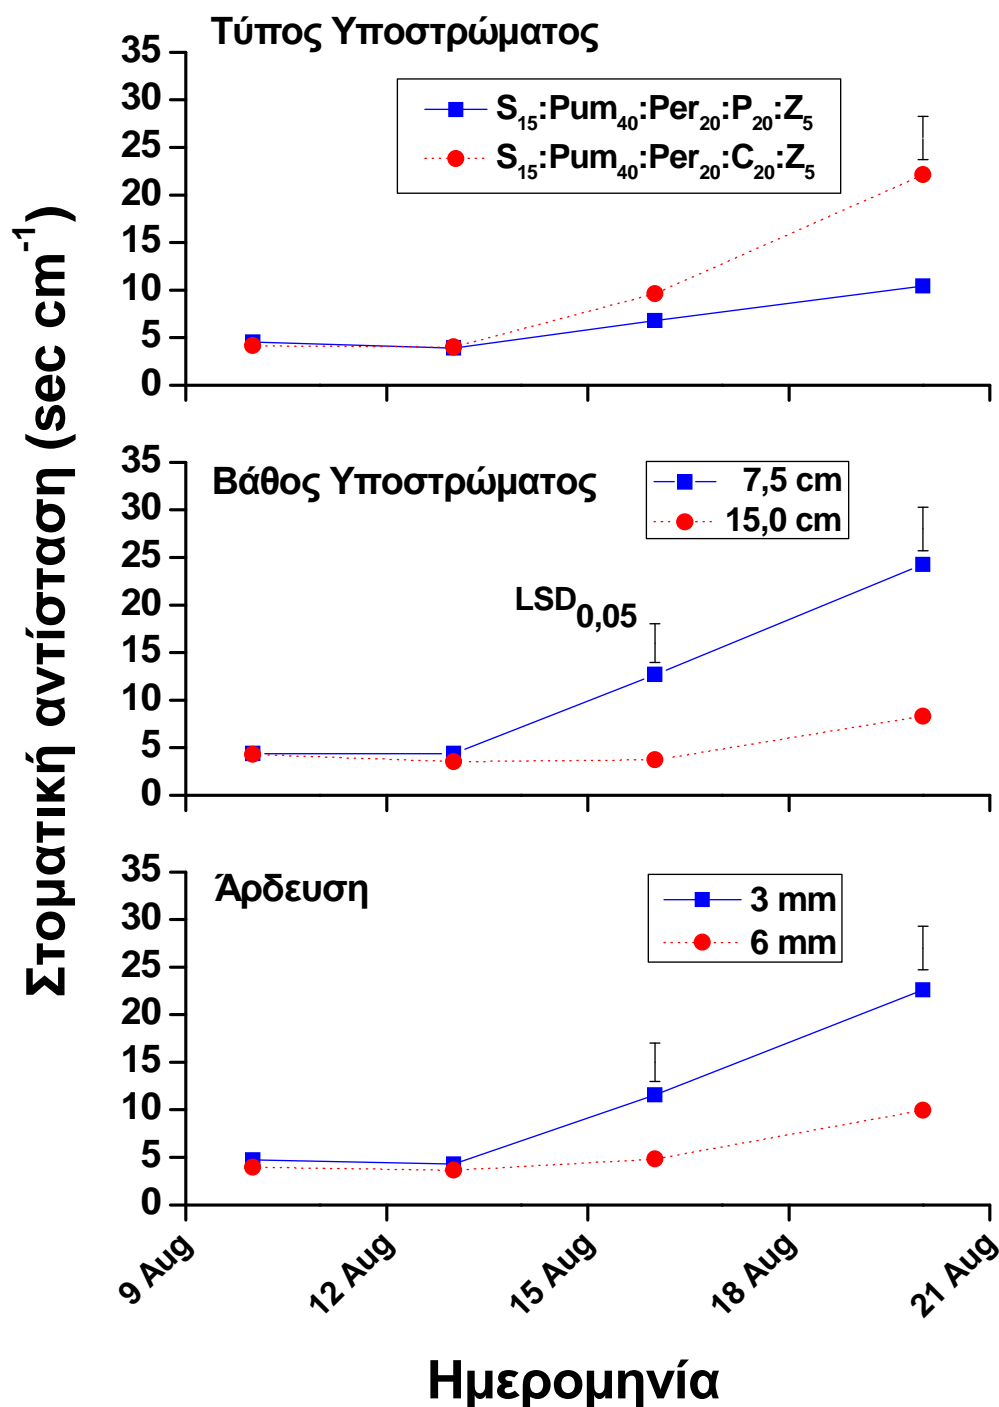 Στοματική αντίσταση (sec cm⁻¹)
Τύπος Υποστρώματος
35
30
25
20
15
10
5
0
S₁₅:Pum₄₀:Per₂₀:P₂₀:Z₅
S₁₅:Pum₄₀:Per₂₀:C₂₀:Z₅
Βάθος Υποστρώματος
35
30
25
20
15
10
5
0
7,5 cm
15,0 cm
LSD0,05
Άρδευση
35
30
25
20
15
10
5
0
3 mm
6 mm
9 Aug
12 Aug
15 Aug
18 Aug
21 Aug
Ημερομηνία